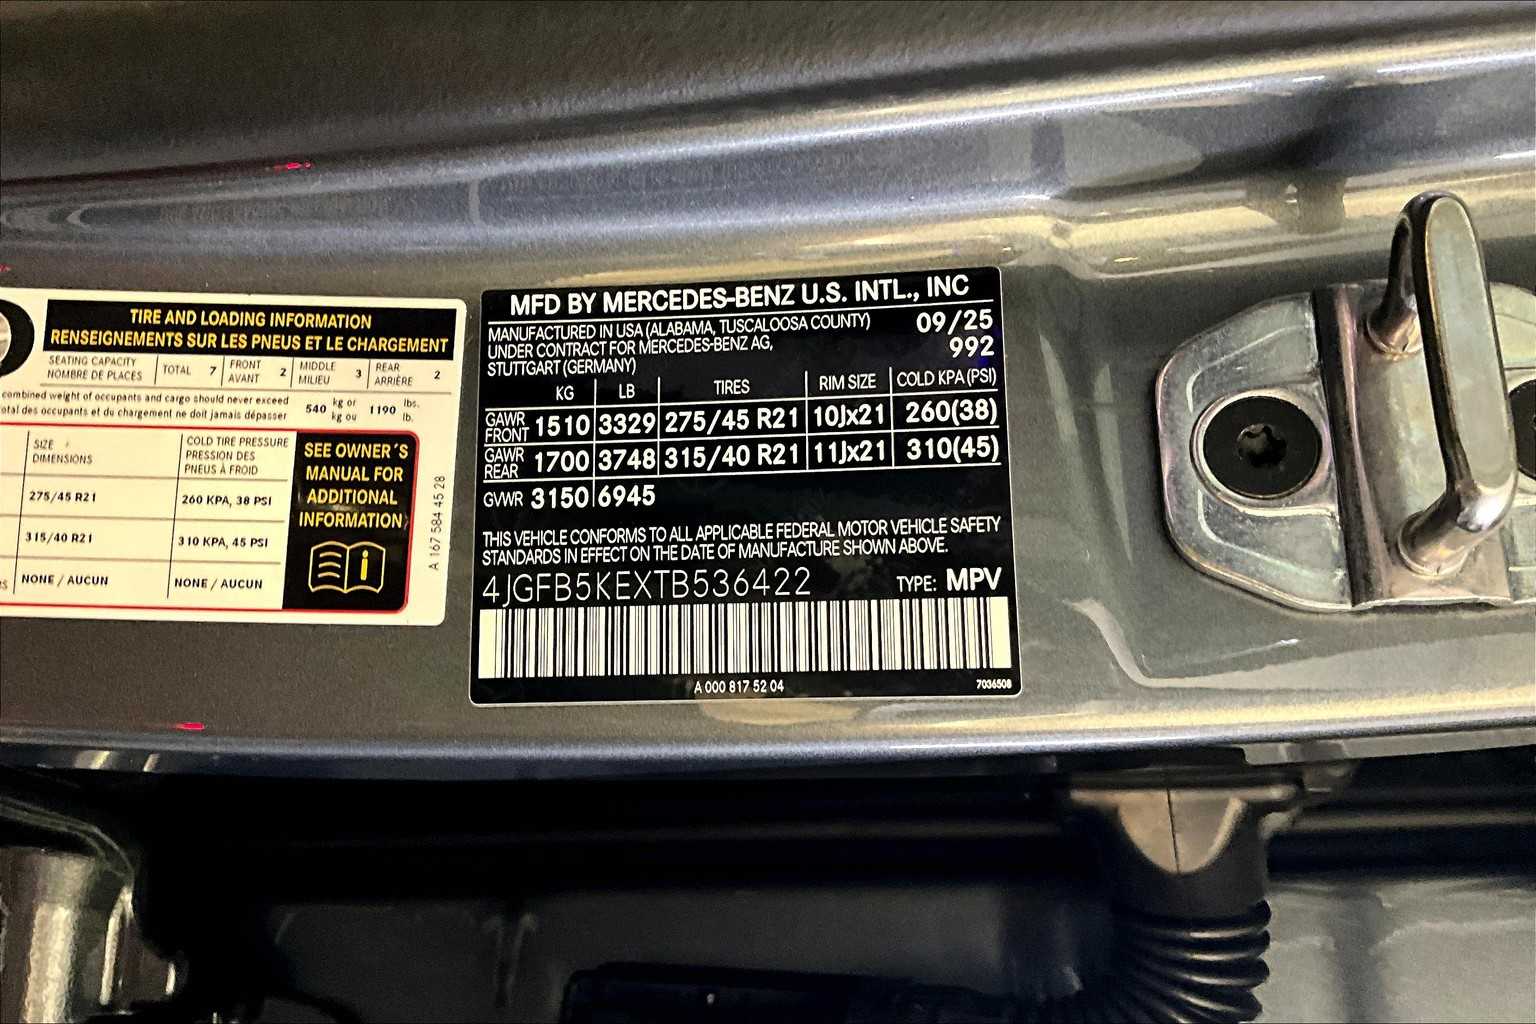 TIRE AND LOADING INFORMATION
RENSEIGNEMENTS SUR LES PNEUS ET LE CHARGEMENT
SEATING CAPACITY
NOMBRE DE PLACES
TOTAL 7
FRONT
AVANT 2
MIDDLE
MILIEU 3
REAR
ARRIÈRE 2
combined weight of occupants and cargo should never exceed
total des occupants et du chargement ne doit jamais dépasser
540 kg or
kg ou
1190 lbs.
lb.
SIZE
DIMENSIONS
COLD TIRE PRESSURE
PRESSION DES
PNEUS À FROID
275/45 R21 260 KPA, 38 PSI
315/40 R21 310 KPA, 45 PSI
NONE / AUCUN NONE / AUCUN
SEE OWNER'S
MANUAL FOR
ADDITIONAL
INFORMATION
A 167 584 45 28
MFD BY MERCEDES-BENZ U.S. INTL., INC
MANUFACTURED IN USA (ALABAMA, TUSCALOOSA COUNTY) 09/25
UNDER CONTRACT FOR MERCEDES-BENZ AG, 992
STUTTGART (GERMANY)
KG LB TIRES RIM SIZE COLD KPA (PSI)
GAWR
FRONT 1510 3329 275/45 R21 10Jx21 260(38)
GAWR
REAR 1700 3748 315/40 R21 11Jx21 310(45)
GVWR 3150 6945
THIS VEHICLE CONFORMS TO ALL APPLICABLE FEDERAL MOTOR VEHICLE SAFETY
STANDARDS IN EFFECT ON THE DATE OF MANUFACTURE SHOWN ABOVE.
4JGFB5KEXTB536422 TYPE: MPV
A 000 817 52 04 7036508